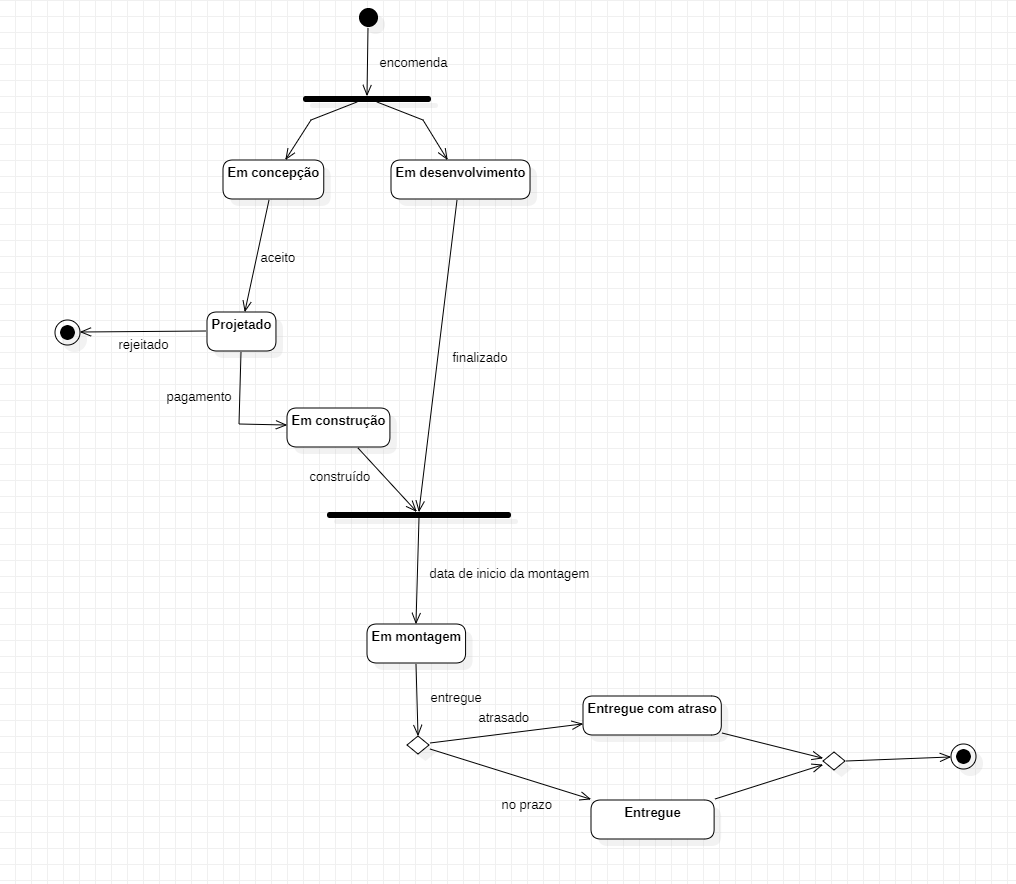 encomenda
Em concepção
Em desenvolvimento
aceito
Projetado
rejeitado
finalizado
pagamento
Em construção
construído
data de inicio da montagem
Em montagem
entregue
atrasado
Entregue com atraso
no prazo
Entregue